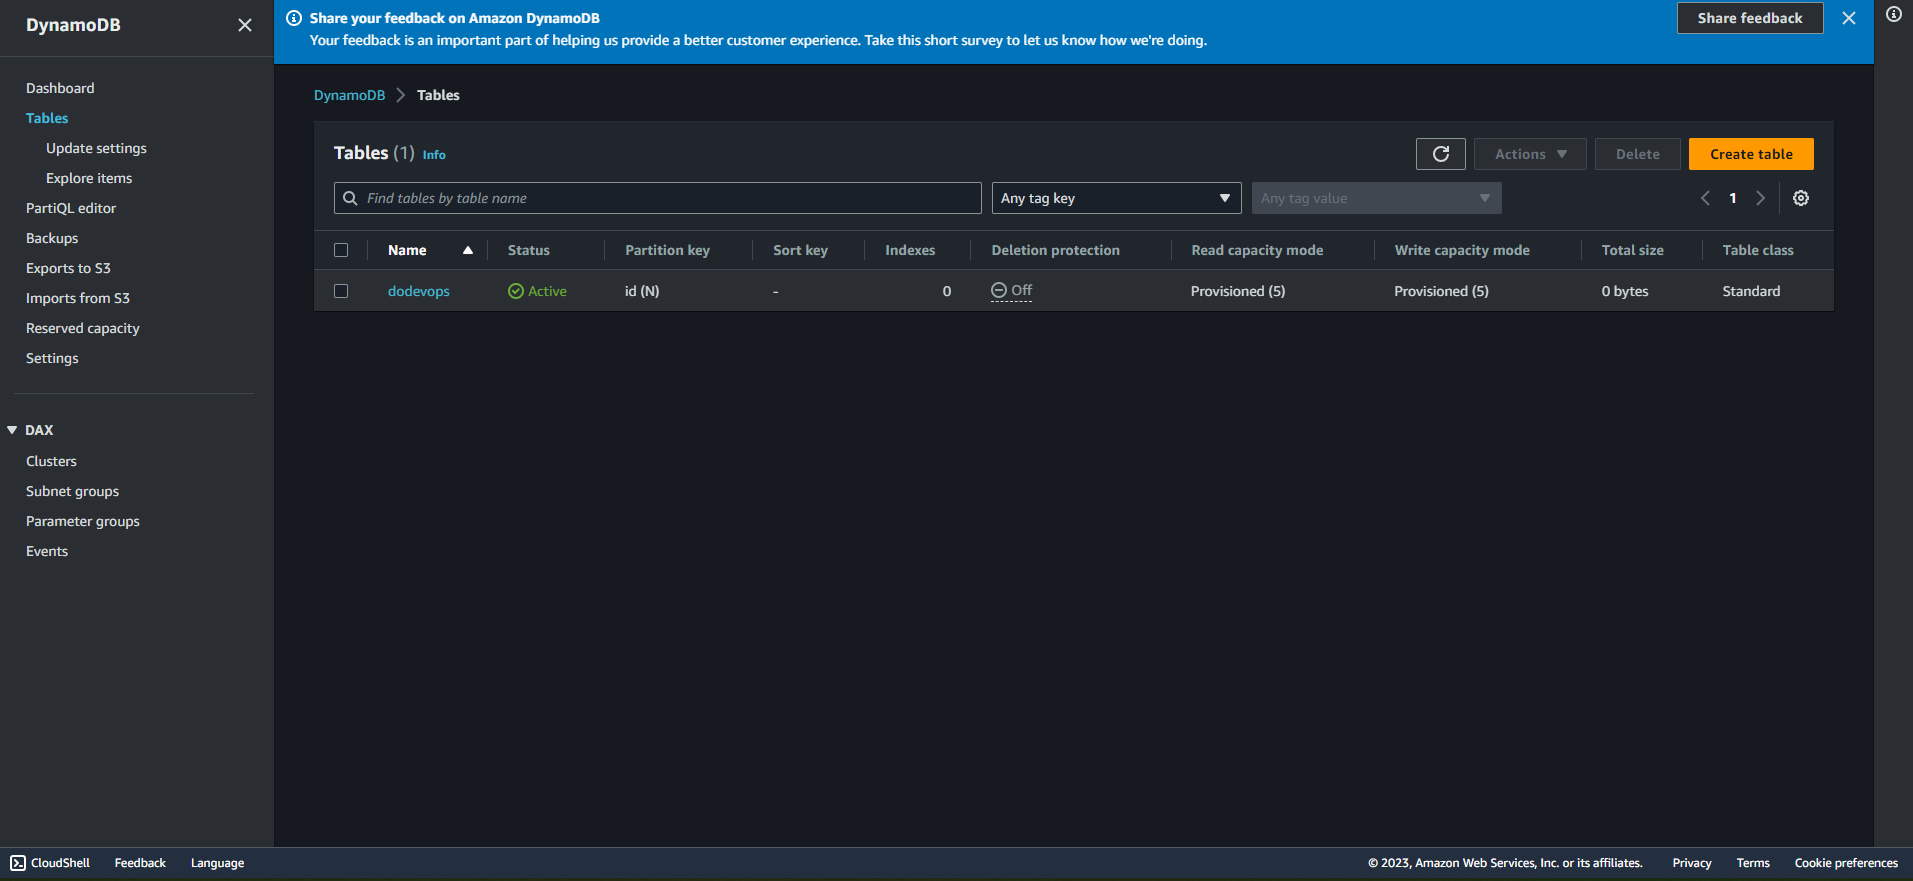 DynamoDB
Dashboard
Tables
Update settings
Explore items
PartiQL editor
Backups
Exports to S3
Imports from S3
Reserved capacity
Settings
DAX
Clusters
Subnet groups
Parameter groups
Events
Share your feedback on Amazon DynamoDB
Your feedback is an important part of helping us provide a better customer experience. Take this short survey to let us know how we're doing.
Share feedback
DynamoDB Tables
Tables (1) Info
Actions Delete Create table
Find tables by table name Any tag key Any tag value 1
Name Status Partition key Sort key Indexes Deletion protection Read capacity mode Write capacity mode Total size Table class
dodevops Active id (N) - 0 Off Provisioned (5) Provisioned (5) 0 bytes Standard
CloudShell Feedback Language © 2023, Amazon Web Services, Inc. or its affiliates. Privacy Terms Cookie preferences